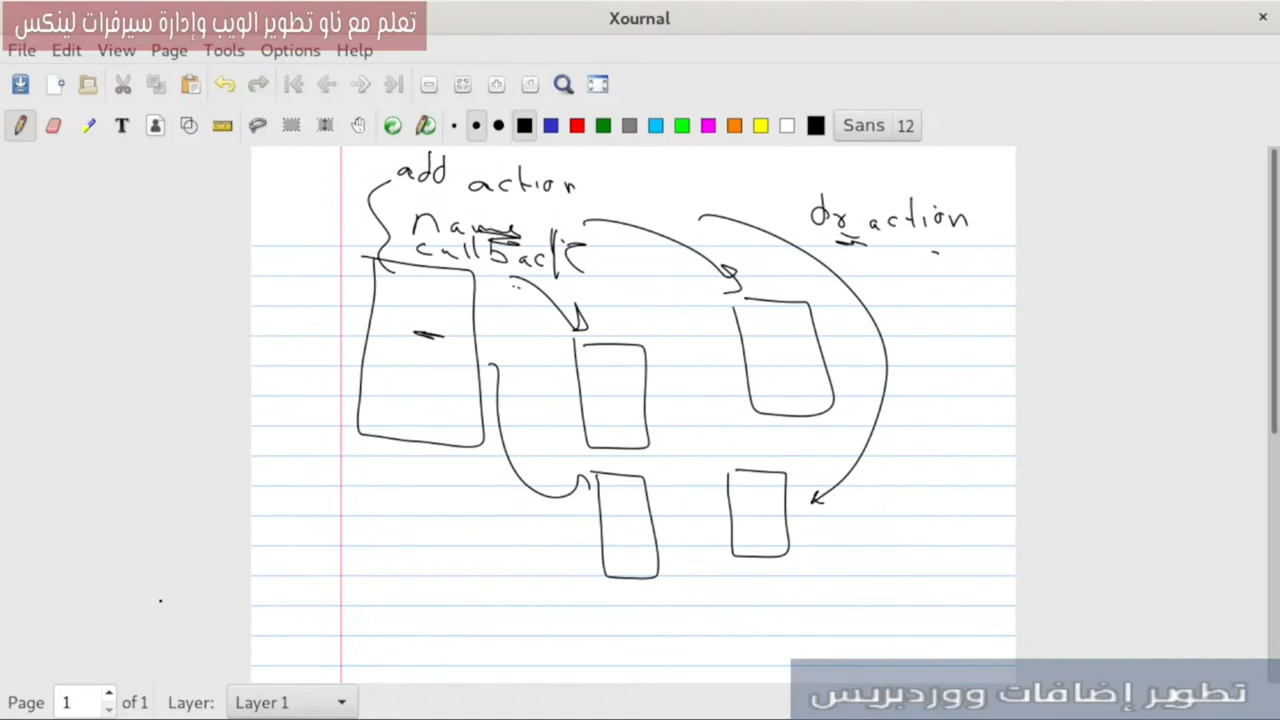 تعلم مع ناو تطوير الويب وإدارة سيرفرات لينكس
Xournal
File Edit View Page Tools Options Help
Sans 12
add action
name
callback
do action
Page 1 of 1 Layer: Layer 1
تطوير إضافات ووردبريس